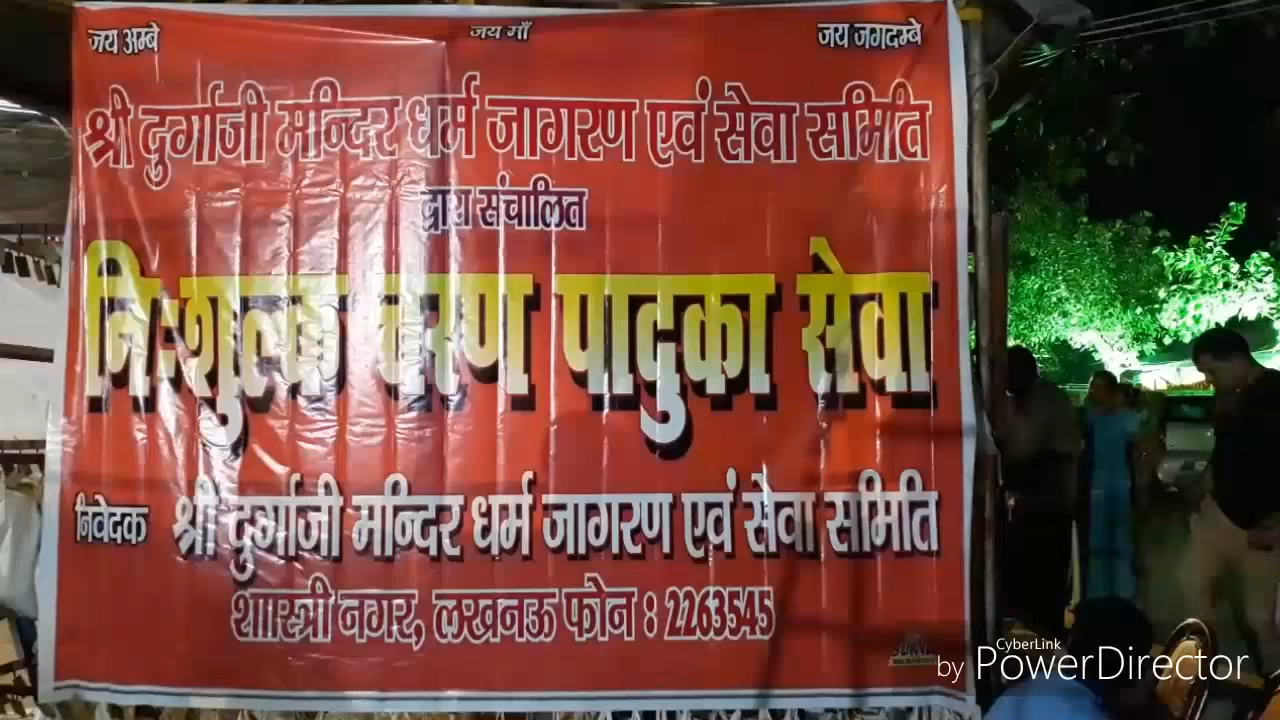 जय अम्बे जय माँ जय जगदम्बे
श्री दुर्गाजी मन्दिर धर्म जागरण एवं सेवा समिति
द्वारा संचालित
निःशुल्क चरण पादुका सेवा
निवेदक श्री दुर्गाजी मन्दिर धर्म जागरण एवं सेवा समिति
शास्त्री नगर, लखनऊ फोन : 2263545
CyberLink
by PowerDirector